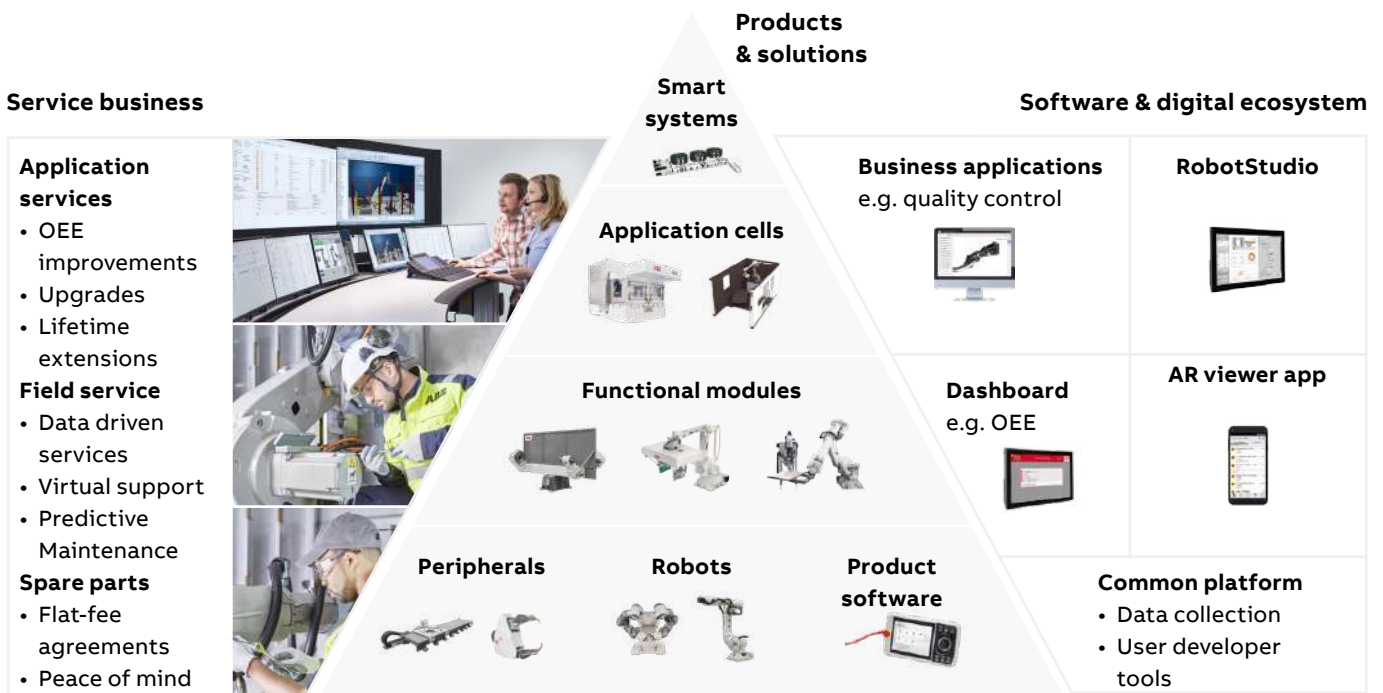 Products
& solutions
Service business
Software & digital ecosystem
Application
services
• OEE
improvements
• Upgrades
• Lifetime
extensions
Field service
• Data driven
services
• Virtual support
• Predictive
Maintenance
Spare parts
• Flat-fee
agreements
• Peace of mind
ABB
Smart
systems
Application cells
Functional modules
Peripherals
Robots
Product
software
Business applications
e.g. quality control
RobotStudio
Dashboard
e.g. OEE
AR viewer app
Common platform
• Data collection
• User developer
tools